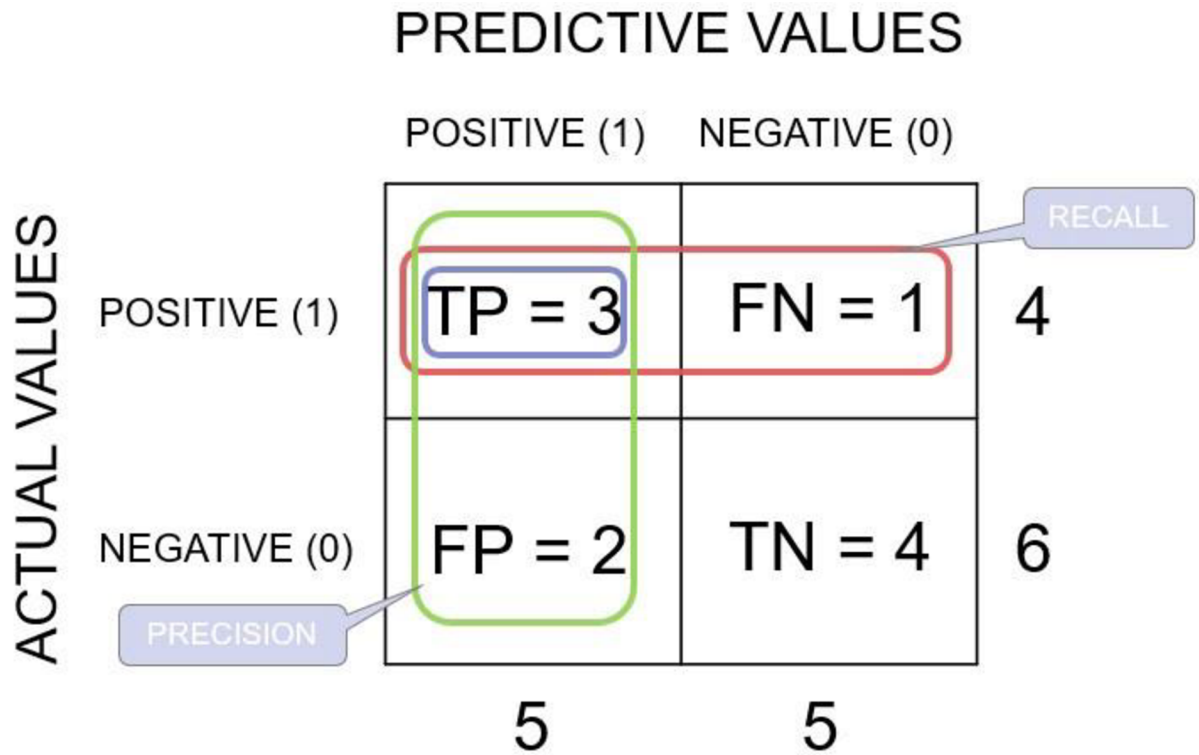 PREDICTIVE VALUES
POSITIVE (1) NEGATIVE (0)
RECALL
ACTUAL VALUES
POSITIVE (1) TP = 3 FN = 1 4
NEGATIVE (0) FP = 2 TN = 4 6
PRECISION
5 5